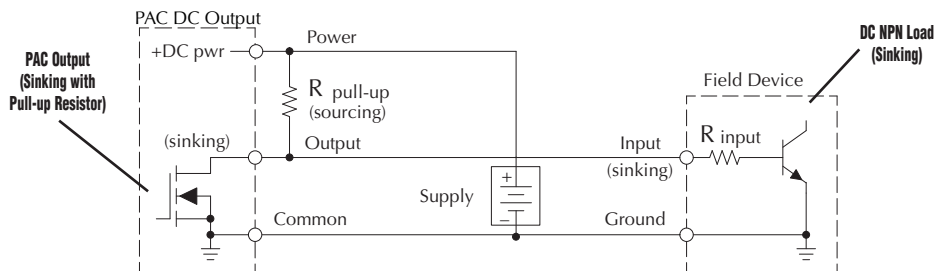 PAC DC Output
+DC pwr
Power
DC NPN Load
(Sinking)
PAC Output
(Sinking with
Pull-up Resistor)
R pull-up
(sourcing)
Field Device
(sinking)
Output
Input
(sinking)
R input
Supply
+
–
Common
Ground